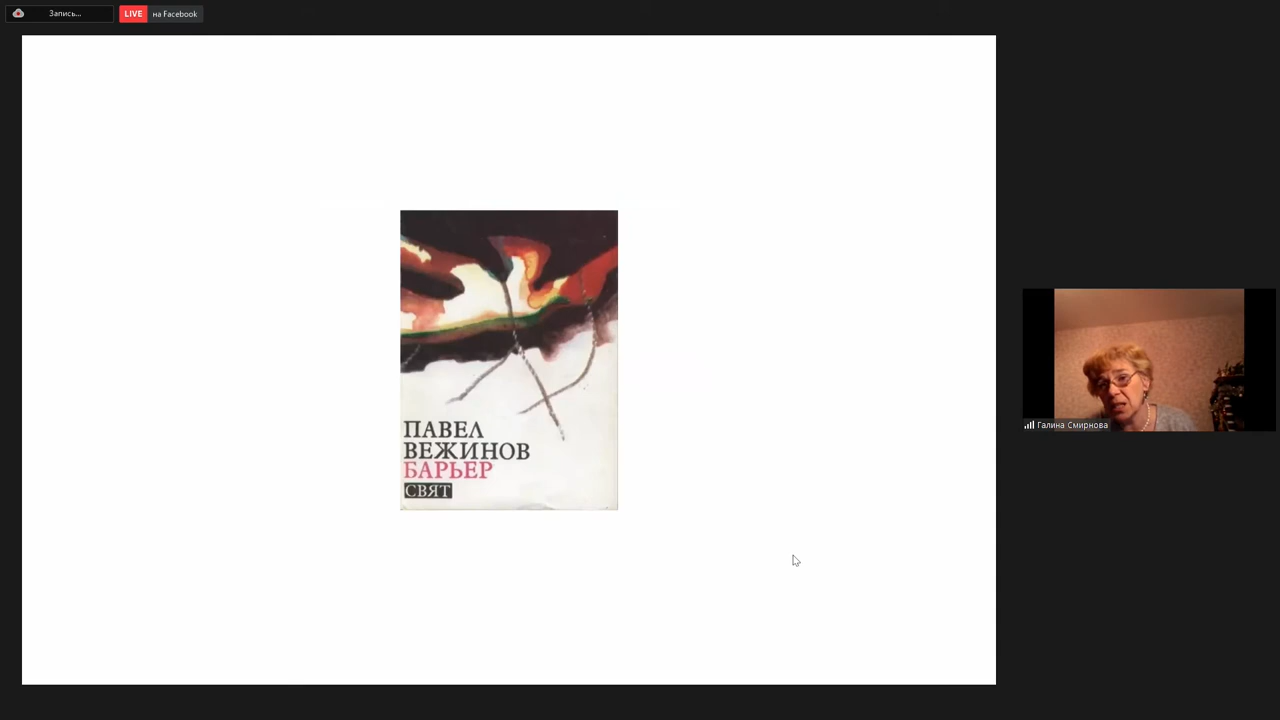 Запись...
LIVE на Facebook
ПАВЕЛ
ВЕЖИНОВ
БАРЬЕР
СВЯТ
Галина Смирнова